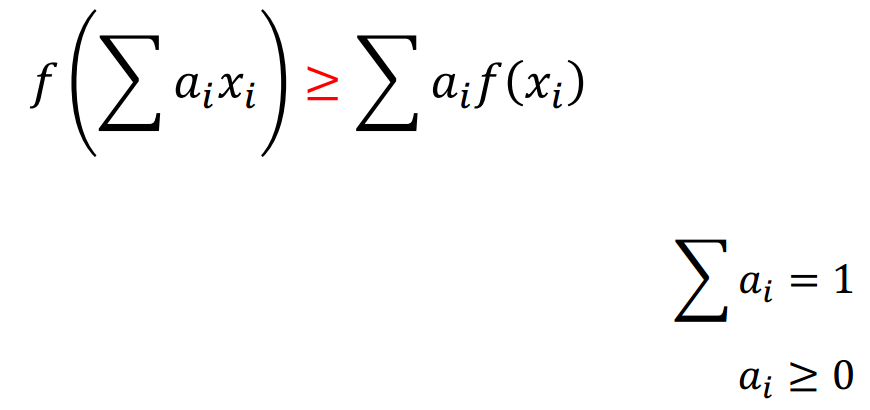 f(∑ aᵢxᵢ) ≥ ∑ aᵢf(xᵢ)
∑ aᵢ = 1
aᵢ ≥ 0